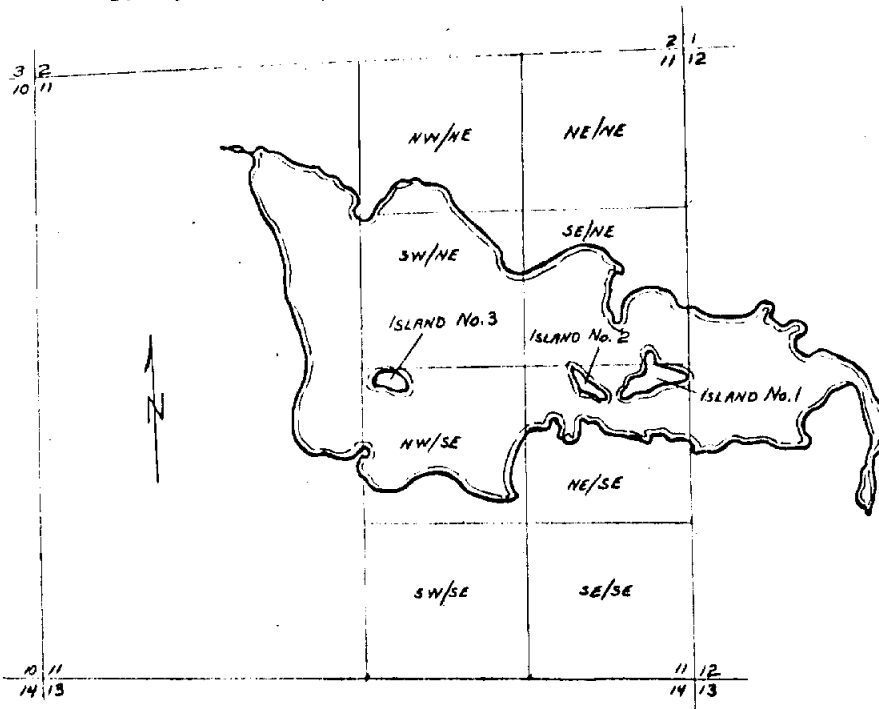 2 1
11 12
3 2
10 11
NW/NE
NE/NE
SE/NE
SW/NE
ISLAND No. 3
ISLAND No. 2
ISLAND No. 1
N
NW/SE
NE/SE
SW/SE
SE/SE
10 11
14 13
11 12
14 13